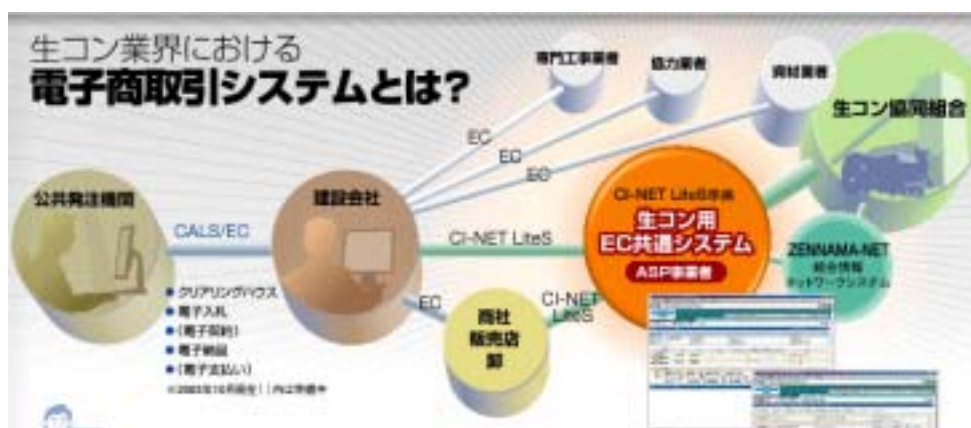 生コン業界における
電子商取引システムとは?
専門工事業者
協力業者
資材業者
生コン協同組合
EC
EC
EC
公共発注機関
建設会社
CI-NET LiteS準拠
生コン用
EC共通システム
ASP事業者
CALS/EC
CI-NET LiteS
ZENNAMA-NET
総合情報
ネットワークシステム
クリアリングハウス
電子入札
(電子契約)
電子納品
(電子支払い)
EC
商社
販売店
卸
CI-NET
LiteS